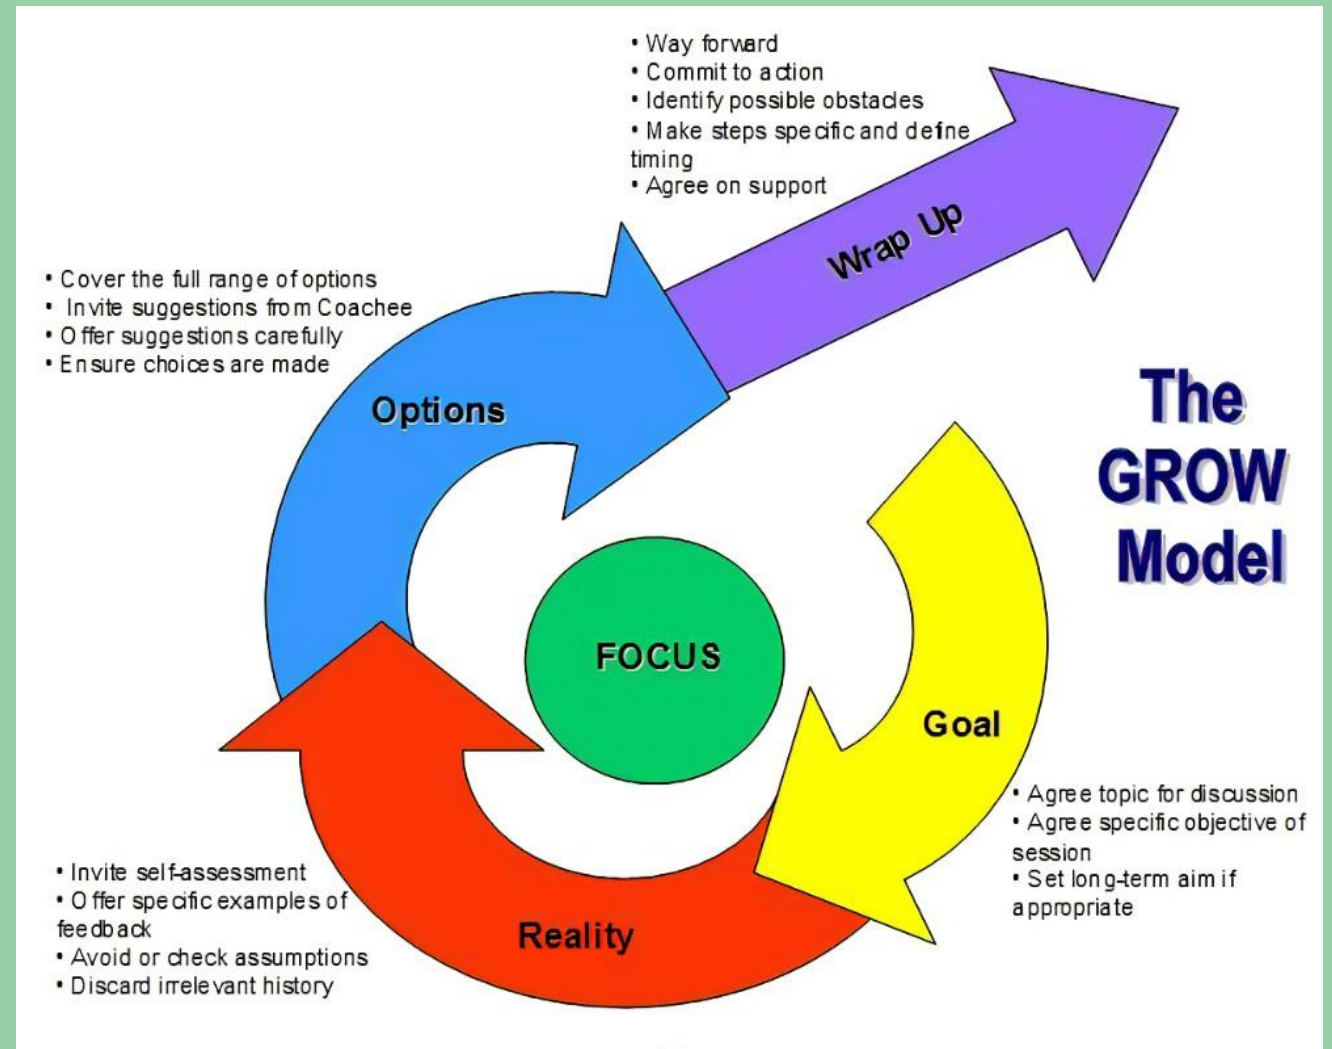 • Way forward
• Commit to action
• Identify possible obstacles
• Make steps specific and define
timing
• Agree on support
Wrap Up
• Cover the full range of options
• Invite suggestions from Coachee
• Offer suggestions carefully
• Ensure choices are made
Options
The
GROW
Model
FOCUS
Goal
• Agree topic for discussion
• Agree specific objective of
session
• Set long-term aim if
appropriate
• Invite self-assessment
• Offer specific examples of
feedback
• Avoid or check assumptions
• Discard irrelevant history
Reality